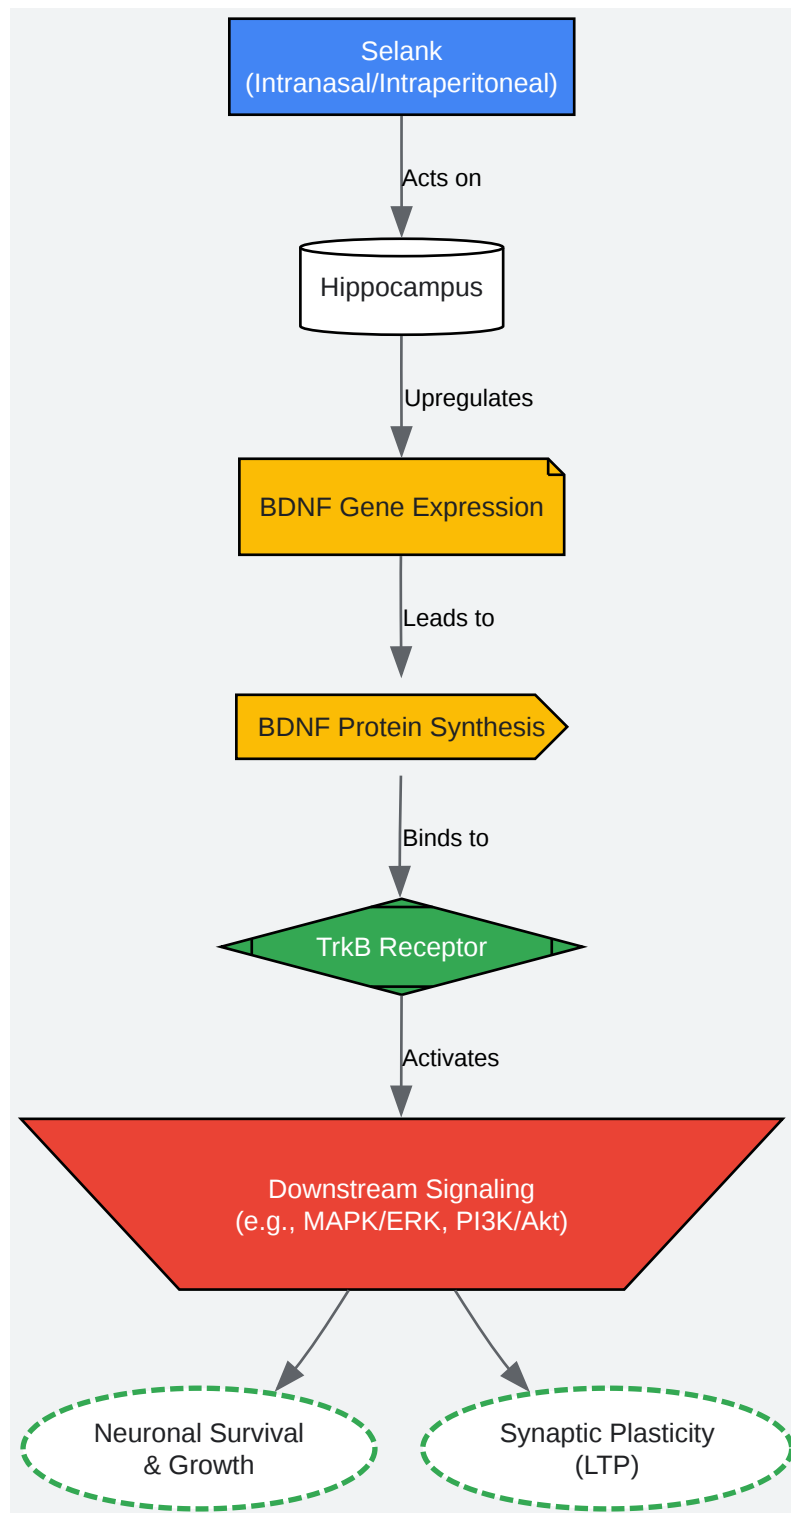 Selank
(Intranasal/Intraperitoneal)
Acts on
Hippocampus
Upregulates
BDNF Gene Expression
Leads to
BDNF Protein Synthesis
Binds to
TrkB Receptor
Activates
Downstream Signaling
(e.g., MAPK/ERK, PI3K/Akt)
Neuronal Survival
& Growth
Synaptic Plasticity
(LTP)